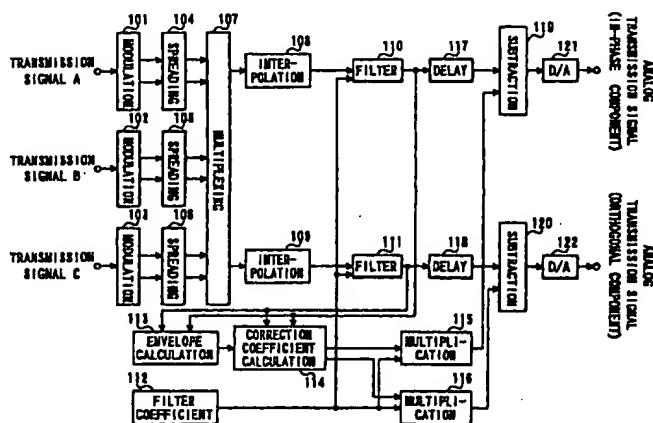 101
104
107
TRANSMISSION
SIGNAL A
MODULATION
SPREADING
MULTIPLEXING
108
INTER-
POLATION
110
FILTER
117
DELAY
119
SUBTRACTION
121
D/A
ANALOG
TRANSMISSION SIGNAL
(IN-PHASE COMPONENT)
102
105
TRANSMISSION
SIGNAL B
MODULATION
SPREADING
103
106
TRANSMISSION
SIGNAL C
MODULATION
SPREADING
109
INTER-
POLATION
111
FILTER
118
DELAY
120
SUBTRACTION
122
D/A
ANALOG
TRANSMISSION SIGNAL
(ORTHOGONAL COMPONENT)
113
ENVELOPE
CALCULATION
CORRECTION
COEFFICIENT
CALCULATION
114
115
MULTIPLI-
CATION
112
FILTER
COEFFICIENT
116
MULTIPLI-
CATION